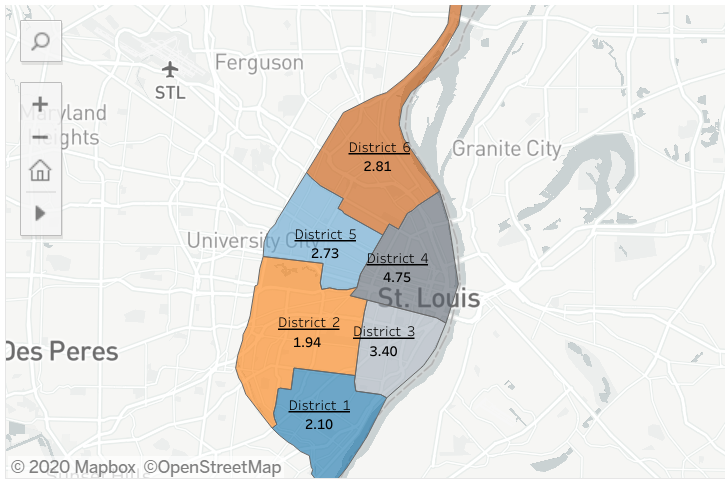 Ferguson
STL
Maryland
Heights
District 6
2.81
Granite City
University City
District 5
2.73
District 4
4.75
St. Louis
District 2
1.94
District 3
3.40
Des Peres
District 1
2.10
© 2020 Mapbox ©OpenStreetMap
Sunset Hills